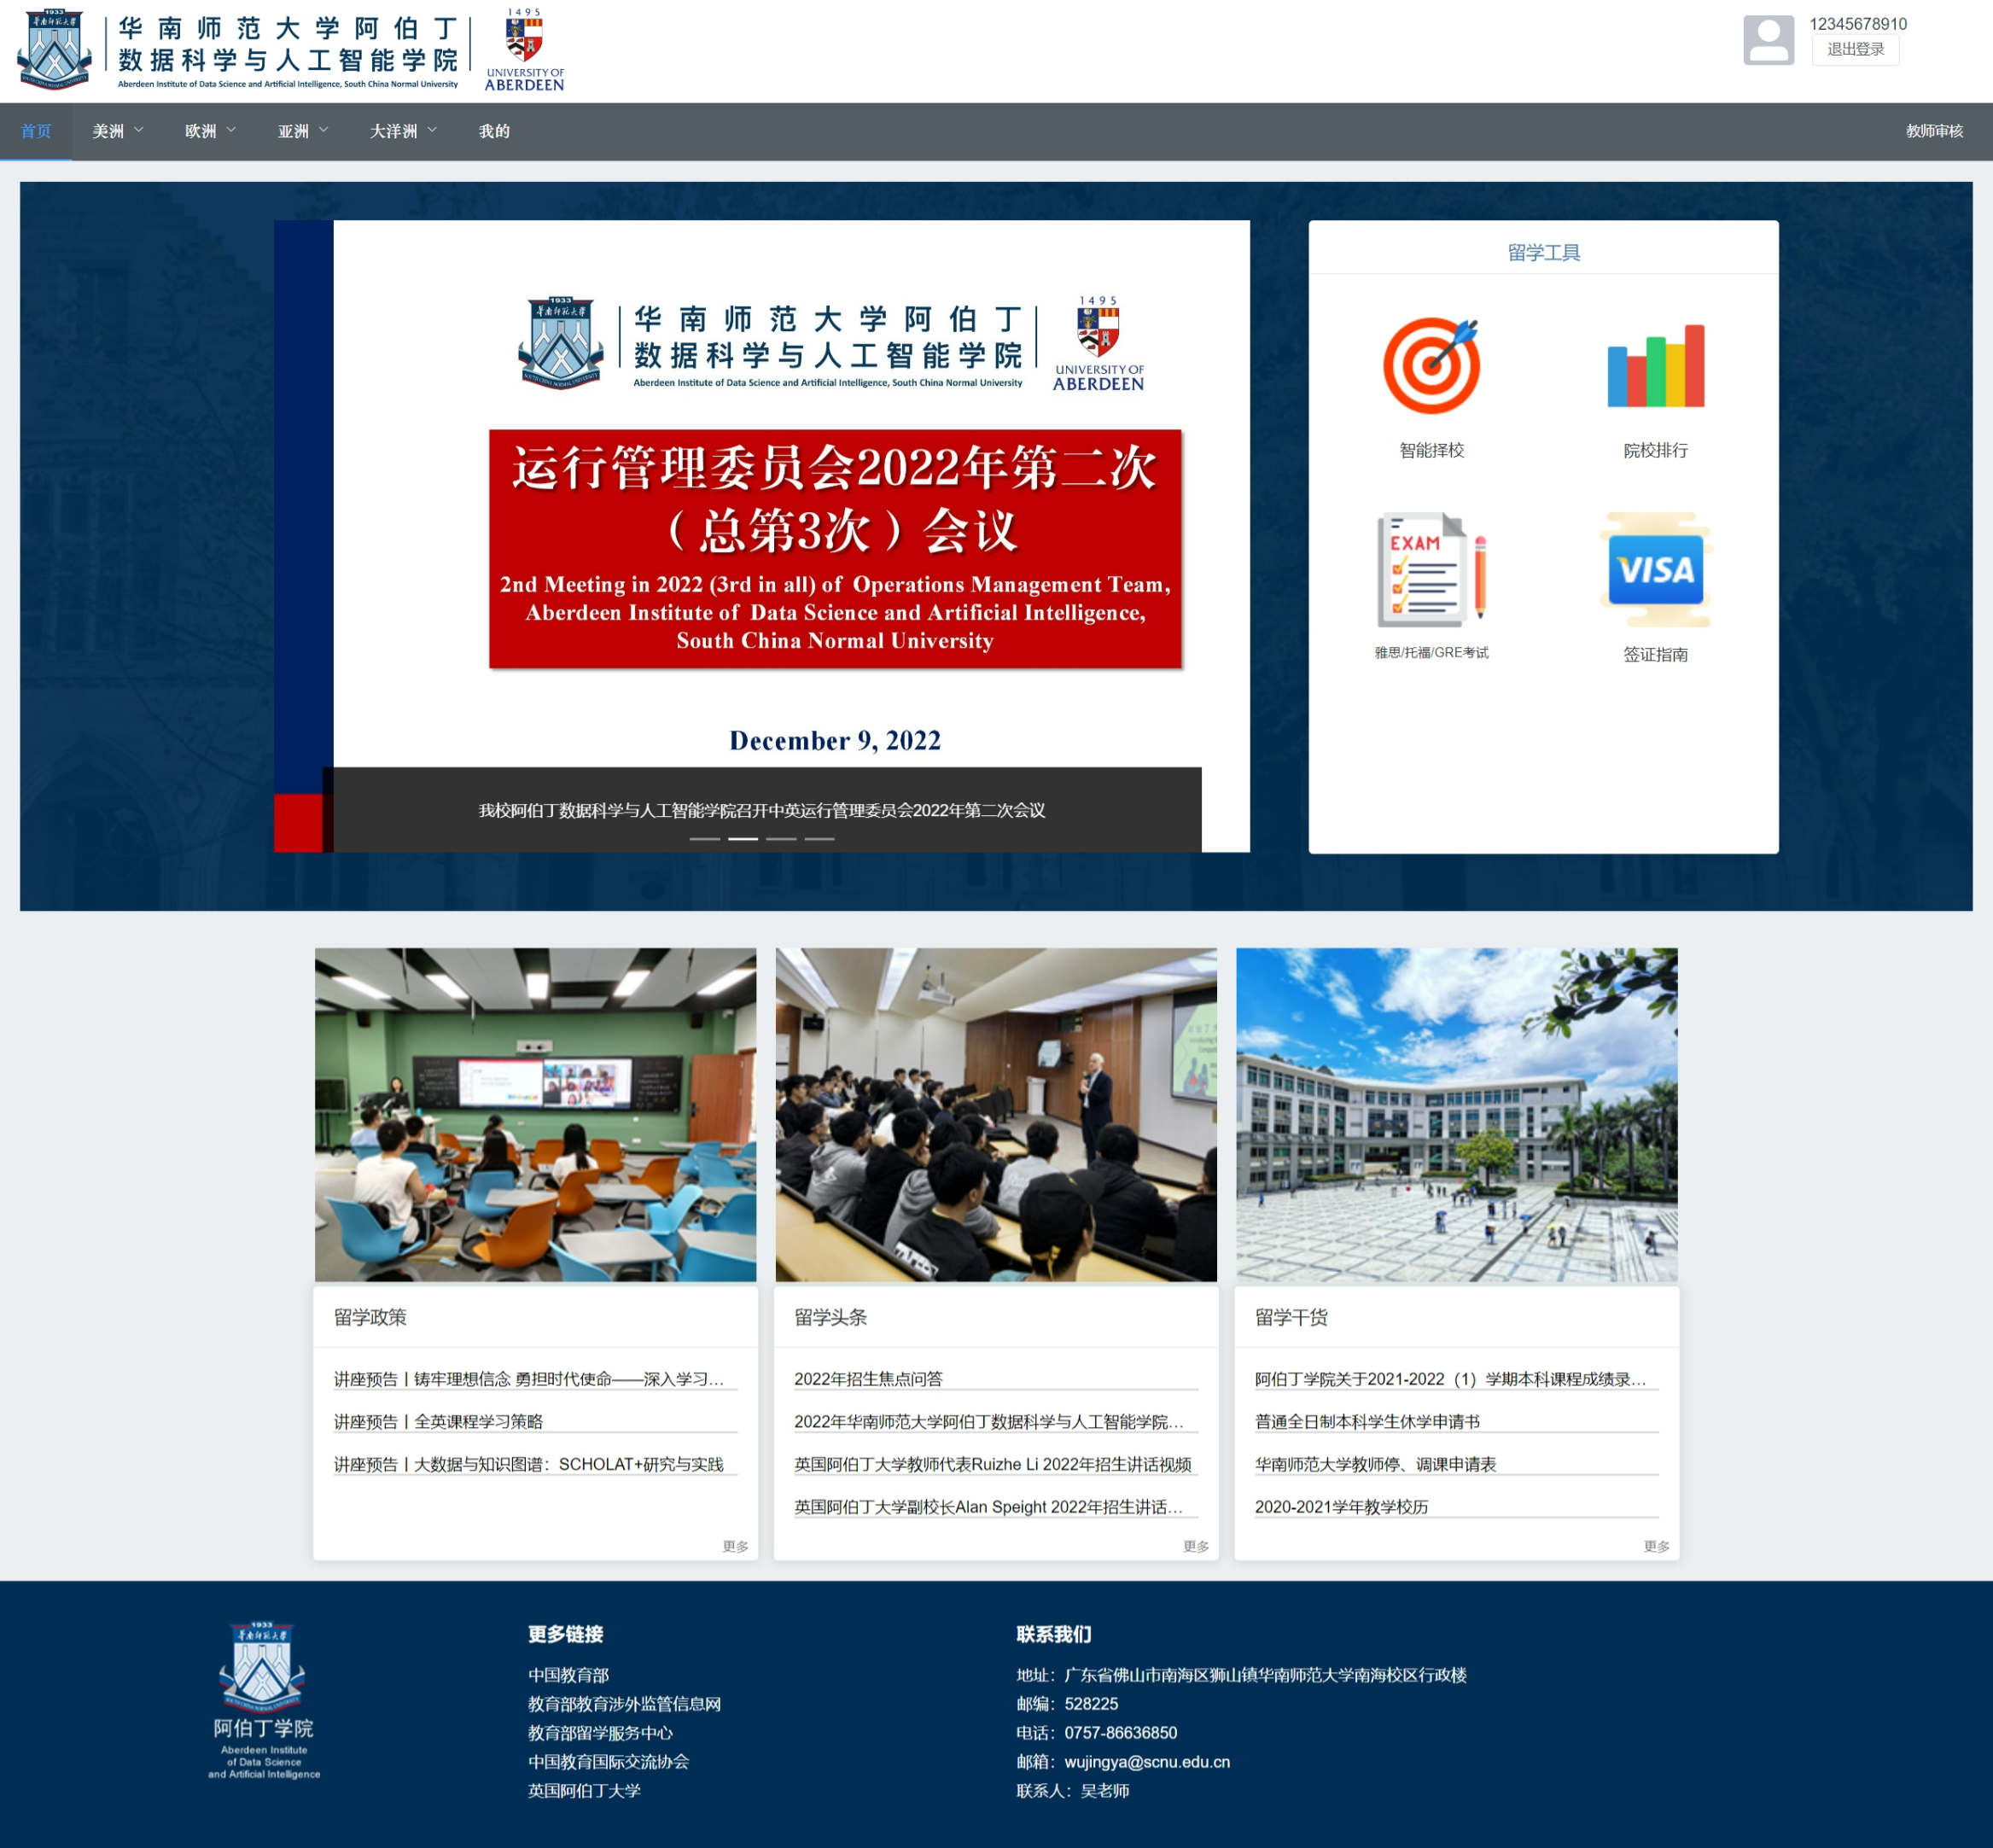 1933
华南师范大学
SOUTH CHINA NORMAL UNIVERSITY
华南师范大学阿伯丁
数据科学与人工智能学院
Aberdeen Institute of Data Science and Artificial Intelligence, South China Normal University
1495
UNIVERSITY OF
ABERDEEN
12345678910
退出登录
首页
美洲
欧洲
亚洲
大洋洲
我的
教师审核
1933
华南师范大学
SOUTH CHINA NORMAL UNIVERSITY
华南师范大学阿伯丁
数据科学与人工智能学院
Aberdeen Institute of Data Science and Artificial Intelligence, South China Normal University
1495
UNIVERSITY OF
ABERDEEN
运行管理委员会2022年第二次
（总第3次）会议
2nd Meeting in 2022 (3rd in all) of Operations Management Team,
Aberdeen Institute of Data Science and Artificial Intelligence,
South China Normal University
December 9, 2022
我校阿伯丁数据科学与人工智能学院召开中英运行管理委员会2022年第二次会议
留学工具
智能择校
院校排行
EXAM
VISA
雅思/托福/GRE考试
签证指南
留学政策
讲座预告丨铸牢理想信念 勇担时代使命——深入学习...
讲座预告丨全英课程学习策略
讲座预告丨大数据与知识图谱：SCHOLAT+研究与实践
更多
留学头条
2022年招生焦点问答
2022年华南师范大学阿伯丁数据科学与人工智能学院...
英国阿伯丁大学教师代表Ruizhe Li 2022年招生讲话视频
英国阿伯丁大学副校长Alan Speight 2022年招生讲话...
更多
留学干货
阿伯丁学院关于2021-2022（1）学期本科课程成绩录...
普通全日制本科学生休学申请书
华南师范大学教师停、调课申请表
2020-2021学年教学校历
更多
1933
华南师范大学
SOUTH CHINA NORMAL UNIVERSITY
阿伯丁学院
Aberdeen Institute
of Data Science
and Artificial Intelligence
更多链接
中国教育部
教育部教育涉外监管信息网
教育部留学服务中心
中国教育国际交流协会
英国阿伯丁大学
联系我们
地址：广东省佛山市南海区狮山镇华南师范大学南海校区行政楼
邮编：528225
电话：0757-86636850
邮箱：wujingya@scnu.edu.cn
联系人：吴老师